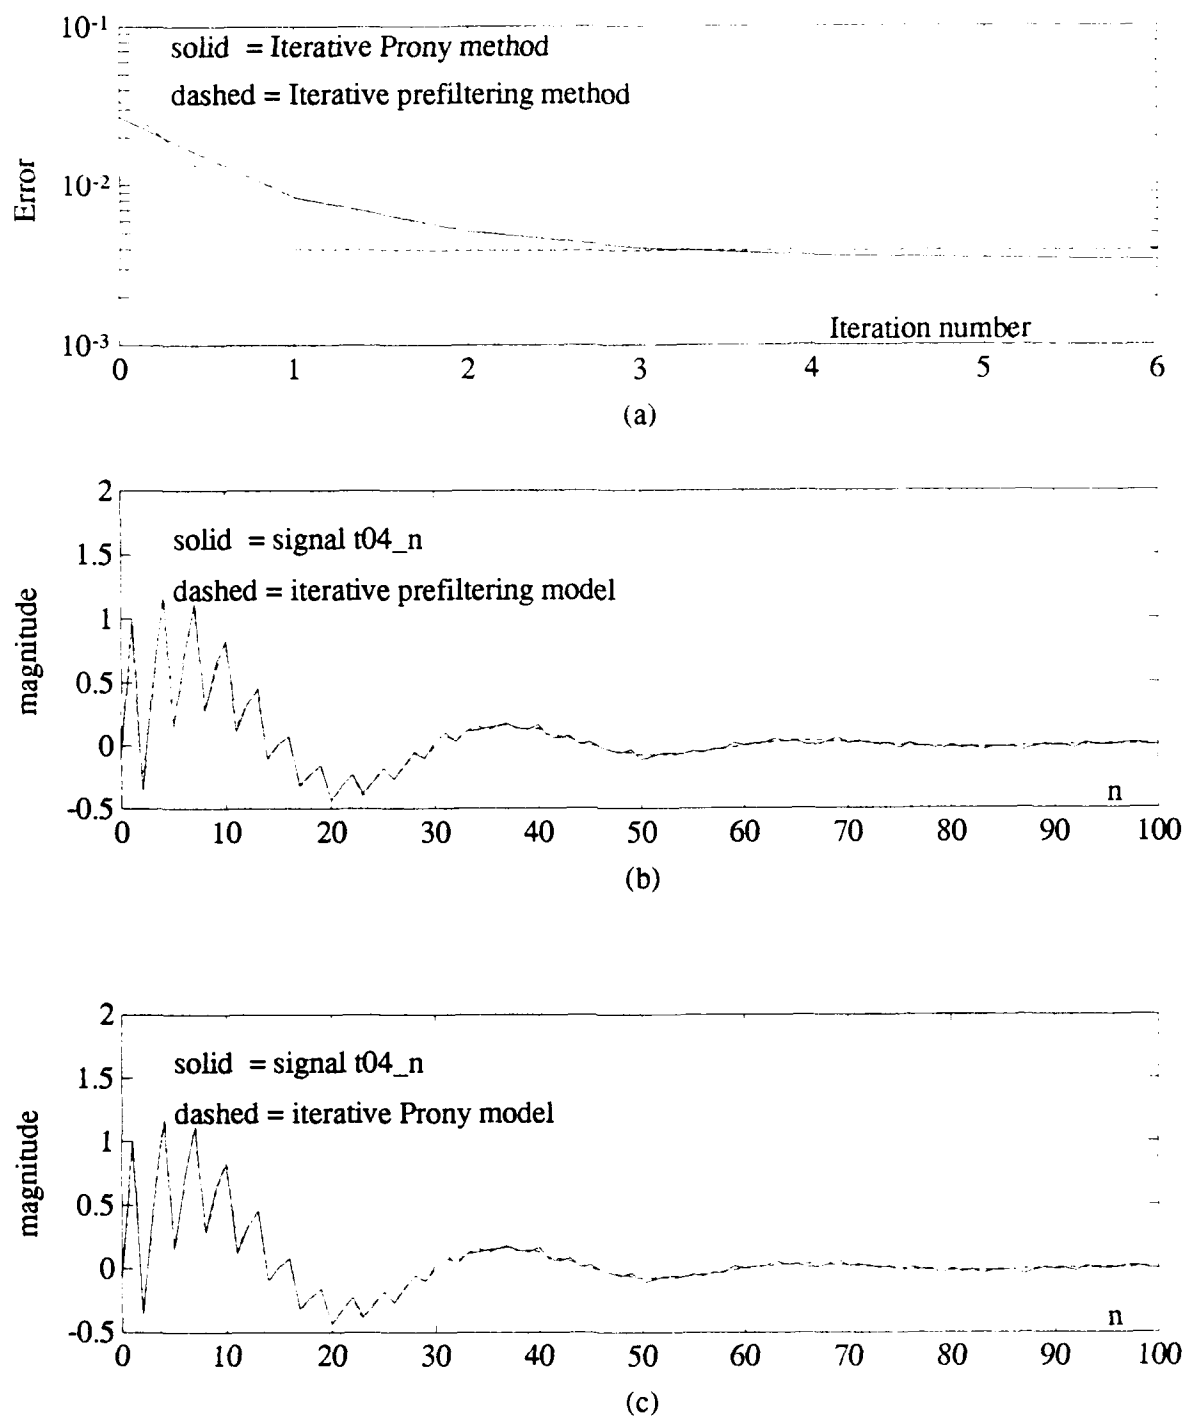 10-1
solid = Iterative Prony method
dashed = Iterative prefiltering method
Error
10-2
10-3
Iteration number
0 1 2 3 4 5 6
(a)
2
solid = signal t04_n
1.5
dashed = iterative prefiltering model
magnitude
1
0.5
0
-0.5
n
0 10 20 30 40 50 60 70 80 90 100
(b)
2
solid = signal t04_n
1.5
dashed = iterative Prony model
magnitude
1
0.5
0
-0.5
n
0 10 20 30 40 50 60 70 80 90 100
(c)